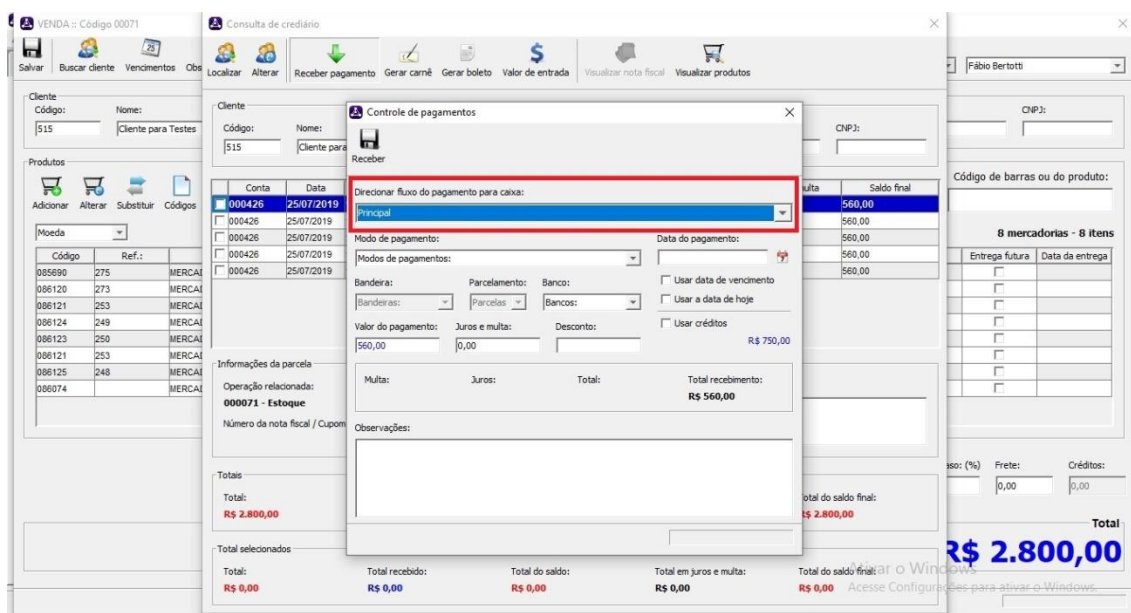 VENDA :: Código 00071
Salvar Buscar cliente Vencimentos Obs
Cliente
Código: Nome:
515 Cliente para Testes
Produtos
Adicionar Alterar Substituir Códigos
Moeda
Código Ref.:
085690 275 MERCAD
086120 273 MERCAD
086121 253 MERCAD
086124 249 MERCAD
086123 250 MERCAD
086121 253 MERCAD
086125 248 MERCAD
086074 MERCAD
Consulta de crediário
Localizar Alterar Receber pagamento Gerar carnê Gerar boleto Valor de entrada Visualizar nota fiscal Visualizar produtos
Cliente
Código: Nome: CNPJ:
515 Cliente para
Conta Data ulta Saldo final
000426 25/07/2019 560,00
000426 25/07/2019 560,00
000426 25/07/2019 560,00
000426 25/07/2019 560,00
000426 25/07/2019 560,00
Informações da parcela
Operação relacionada:
000071 - Estoque
Número da nota fiscal / Cupom
Totais
Total: otal do saldo final:
R$ 2.800,00 R$ 2.800,00
Total selecionados
Total: Total recebido: Total do saldo: Total em juros e multa: Total do saldo final:
R$ 0,00 R$ 0,00 R$ 0,00 R$ 0,00 R$ 0,00
Controle de pagamentos
Receber
Direcionar fluxo do pagamento para caixa:
Principal
Modo de pagamento: Data do pagamento:
Modos de pagamentos:
Bandeira: Parcelamento: Banco: Usar data de vencimento
Bandeiras: Parcelas Bancos: Usar a data de hoje
Valor do pagamento: Juros e multa: Desconto: Usar créditos
560,00 0,00 R$ 750,00
Multa: Juros: Total: Total recebimento:
R$ 560,00
Observações:
Fábio Bertotti
CNPJ:
Código de barras ou do produto:
8 mercadorias - 8 itens
Entrega futura Data da entrega
aso: (%) Frete: Créditos:
0,00 0,00
Total
R$ 2.800,00
Ativar o Windows
Acesse Configurações para ativar o Windows.